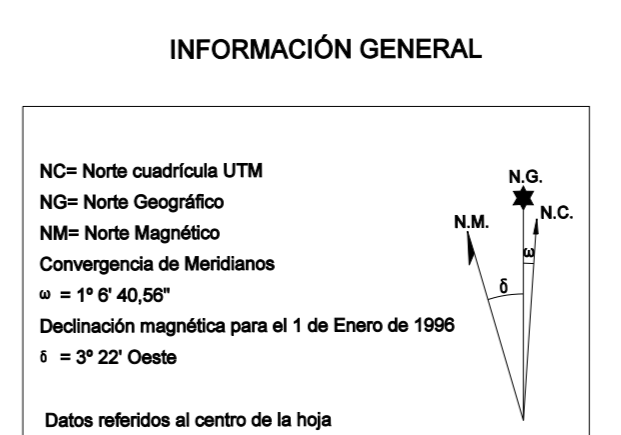 INFORMACIÓN GENERAL
NC= Norte cuadrícula UTM
NG= Norte Geográfico
NM= Norte Magnético
Convergencia de Meridianos
ω = 1º 6' 40,56"
Declinación magnética para el 1 de Enero de 1996
δ = 3º 22' Oeste
Datos referidos al centro de la hoja
N.G.
N.C.
N.M.
ω
δ